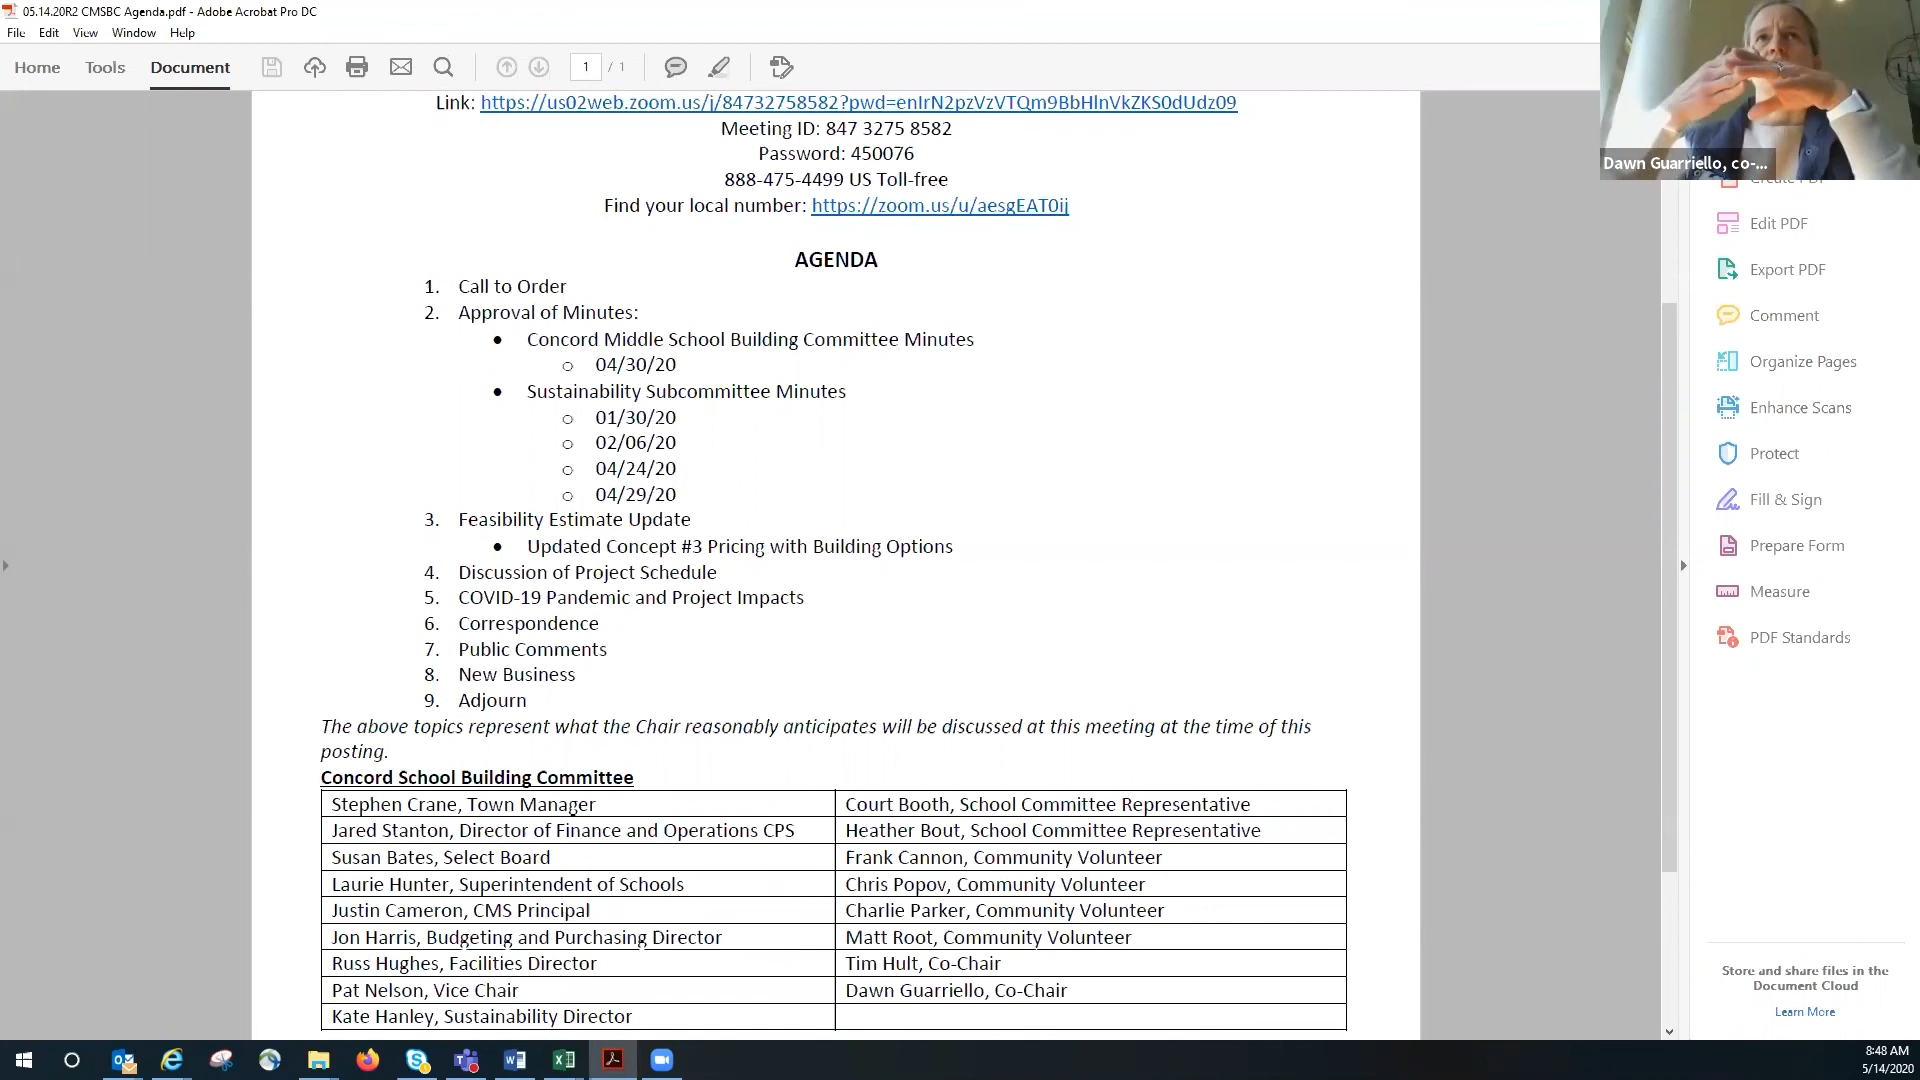 05.14.20R2 CMSBC Agenda.pdf - Adobe Acrobat Pro DC
File Edit View Window Help
Home Tools Document 1 / 1
Link: https://us02web.zoom.us/j/84732758582?pwd=enIrN2pzVzVTQm9BbHlnVkZKS0dUdz09
Meeting ID: 847 3275 8582
Password: 450076
888-475-4499 US Toll-free
Find your local number: https://zoom.us/u/aesgEAT0ij
AGENDA
1. Call to Order
2. Approval of Minutes:
• Concord Middle School Building Committee Minutes
o 04/30/20
• Sustainability Subcommittee Minutes
o 01/30/20
o 02/06/20
o 04/24/20
o 04/29/20
3. Feasibility Estimate Update
• Updated Concept #3 Pricing with Building Options
4. Discussion of Project Schedule
5. COVID-19 Pandemic and Project Impacts
6. Correspondence
7. Public Comments
8. New Business
9. Adjourn
The above topics represent what the Chair reasonably anticipates will be discussed at this meeting at the time of this
posting.
Concord School Building Committee
Stephen Crane, Town Manager Court Booth, School Committee Representative
Jared Stanton, Director of Finance and Operations CPS Heather Bout, School Committee Representative
Susan Bates, Select Board Frank Cannon, Community Volunteer
Laurie Hunter, Superintendent of Schools Chris Popov, Community Volunteer
Justin Cameron, CMS Principal Charlie Parker, Community Volunteer
Jon Harris, Budgeting and Purchasing Director Matt Root, Community Volunteer
Russ Hughes, Facilities Director Tim Hult, Co-Chair
Pat Nelson, Vice Chair Dawn Guarriello, Co-Chair
Kate Hanley, Sustainability Director
Dawn Guarriello, co-...
Create PDF
Edit PDF
Export PDF
Comment
Organize Pages
Enhance Scans
Protect
Fill & Sign
Prepare Form
Measure
PDF Standards
Store and share files in the
Document Cloud
Learn More
8:48 AM
5/14/2020